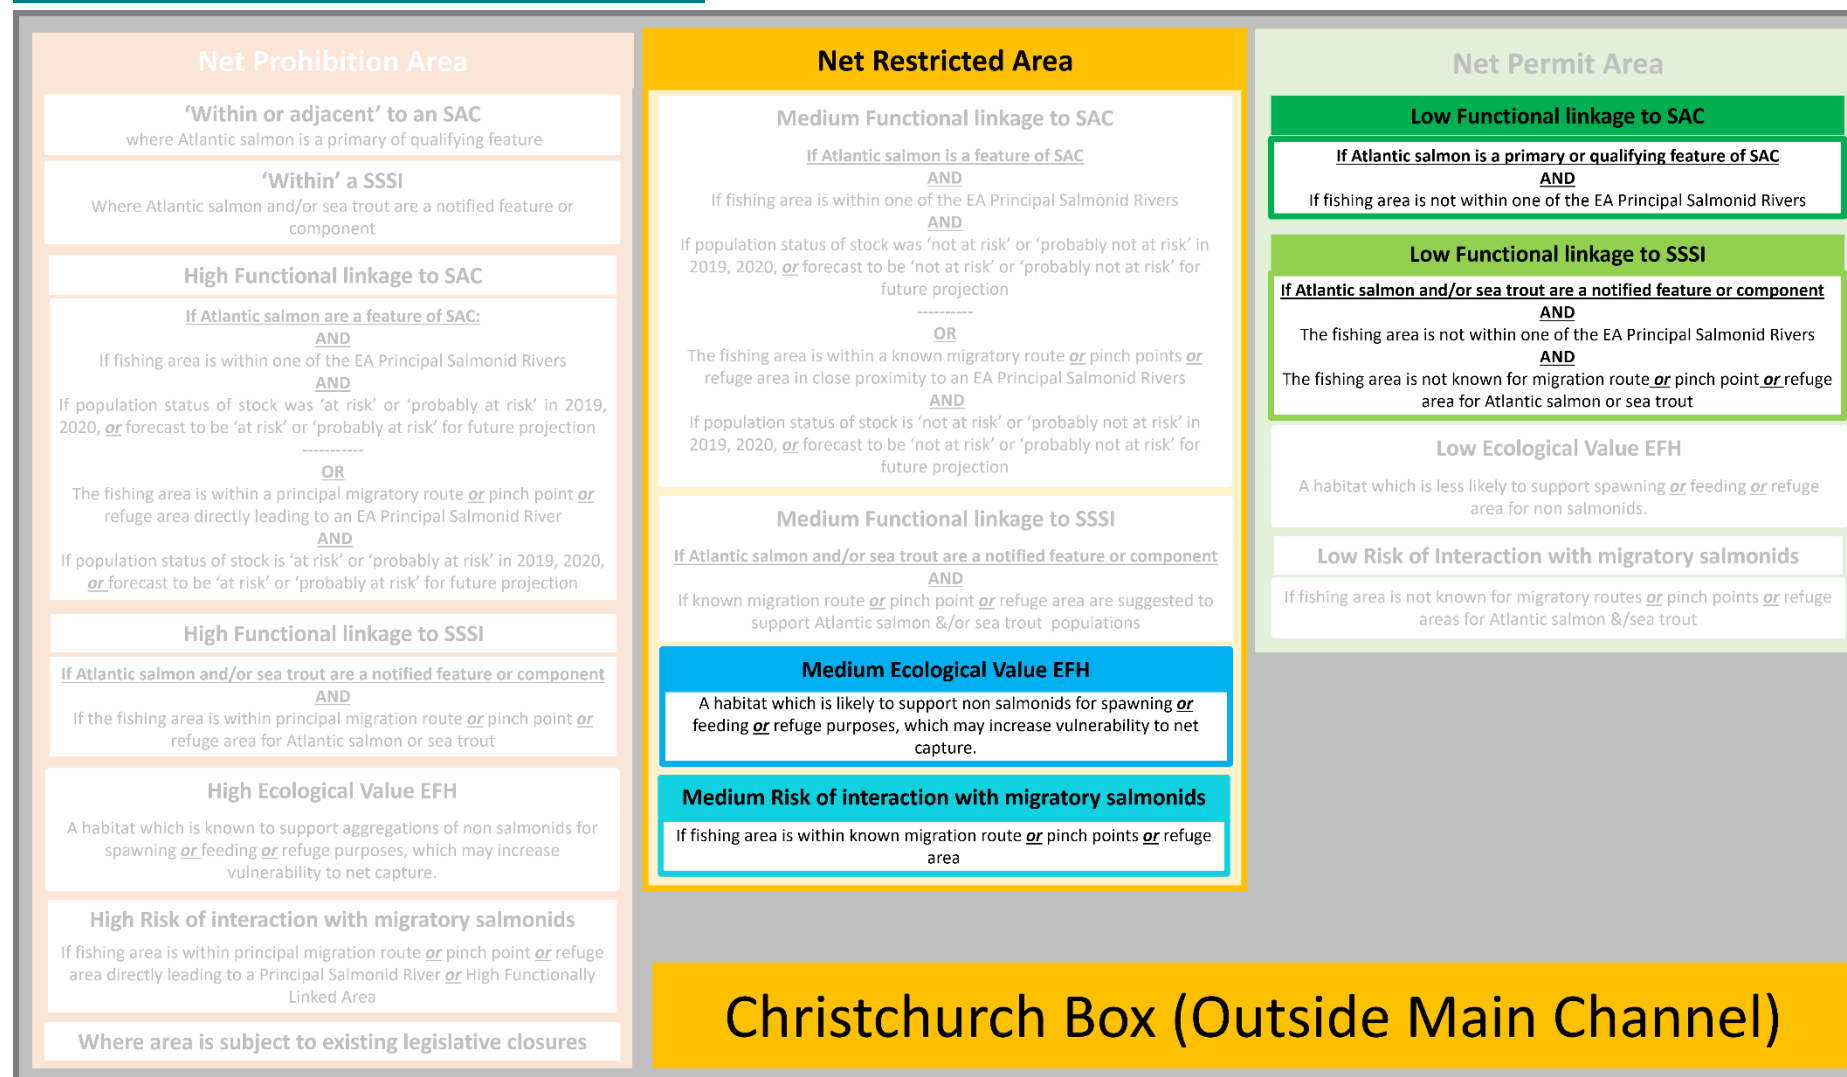 Net Prohibition Area
‘Within or adjacent’ to an SAC
where Atlantic salmon is a primary of qualifying feature
‘Within’ a SSSI
Where Atlantic salmon and/or sea trout are a notified feature or
component
High Functional linkage to SAC
If Atlantic salmon are a feature of SAC:
AND
If fishing area is within one of the EA Principal Salmonid Rivers
AND
If population status of stock was ‘at risk’ or ‘probably at risk’ in 2019,
2020, or forecast to be ‘at risk’ or ‘probably at risk’ for future projection
-----------
OR
The fishing area is within a principal migratory route or pinch point or
refuge area directly leading to an EA Principal Salmonid River
AND
If population status of stock is ‘at risk’ or ‘probably at risk’ in 2019, 2020,
or forecast to be ‘at risk’ or ‘probably at risk’ for future projection
High Functional linkage to SSSI
If Atlantic salmon and/or sea trout are a notified feature or component
AND
If the fishing area is within principal migration route or pinch point or
refuge area for Atlantic salmon or sea trout
High Ecological Value EFH
A habitat which is known to support aggregations of non salmonids for
spawning or feeding or refuge purposes, which may increase
vulnerability to net capture.
High Risk of interaction with migratory salmonids
If fishing area is within principal migration route or pinch point or refuge
area directly leading to a Principal Salmonid River or High Functionally
Linked Area
Where area is subject to existing legislative closures
Net Restricted Area
Medium Functional linkage to SAC
If Atlantic salmon is a feature of SAC
AND
If fishing area is within one of the EA Principal Salmonid Rivers
AND
If population status of stock was ‘not at risk’ or ‘probably not at risk’ in
2019, 2020, or forecast to be ‘not at risk’ or ‘probably not at risk’ for
future projection
----------
OR
The fishing area is within a known migratory route or pinch points or
refuge area in close proximity to an EA Principal Salmonid Rivers
AND
If population status of stock is ‘not at risk’ or ‘probably not at risk’ in
2019, 2020, or forecast to be ‘not at risk’ or ‘probably not at risk’ for
future projection
Medium Functional linkage to SSSI
If Atlantic salmon and/or sea trout are a notified feature or component
AND
If known migration route or pinch point or refuge area are suggested to
support Atlantic salmon &/or sea trout populations
Medium Ecological Value EFH
A habitat which is likely to support non salmonids for spawning or
feeding or refuge purposes, which may increase vulnerability to net
capture.
Medium Risk of interaction with migratory salmonids
If fishing area is within known migration route or pinch points or refuge
area
Net Permit Area
Low Functional linkage to SAC
If Atlantic salmon is a primary or qualifying feature of SAC
AND
If fishing area is not within one of the EA Principal Salmonid Rivers
Low Functional linkage to SSSI
If Atlantic salmon and/or sea trout are a notified feature or component
AND
The fishing area is not within one of the EA Principal Salmonid Rivers
AND
The fishing area is not known for migration route or pinch point or refuge
area for Atlantic salmon or sea trout
Low Ecological Value EFH
A habitat which is less likely to support spawning or feeding or refuge
area for non salmonids.
Low Risk of Interaction with migratory salmonids
If fishing area is not known for migratory routes or pinch points or refuge
areas for Atlantic salmon &/sea trout
Christchurch Box (Outside Main Channel)